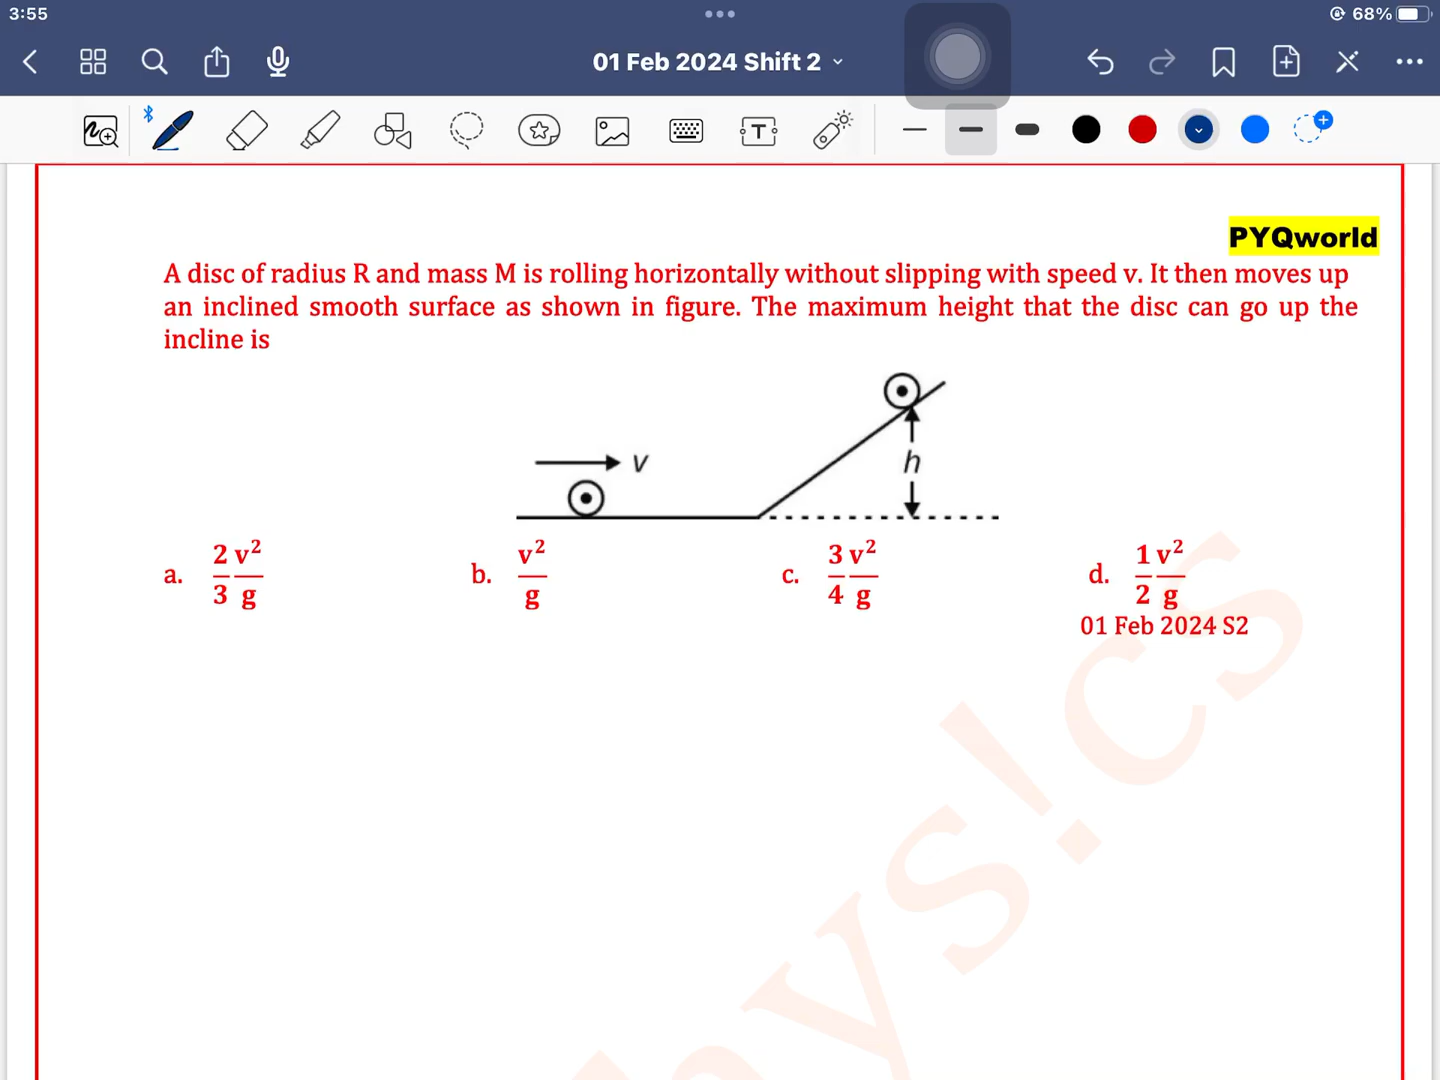 3:55
68%
01 Feb 2024 Shift 2
T
PYQworld
A disc of radius R and mass M is rolling horizontally without slipping with speed v. It then moves up
an inclined smooth surface as shown in figure. The maximum height that the disc can go up the
incline is
v
h
a. 2/3 v²/g
b. v²/g
c. 3/4 v²/g
d. 1/2 v²/g
01 Feb 2024 S2